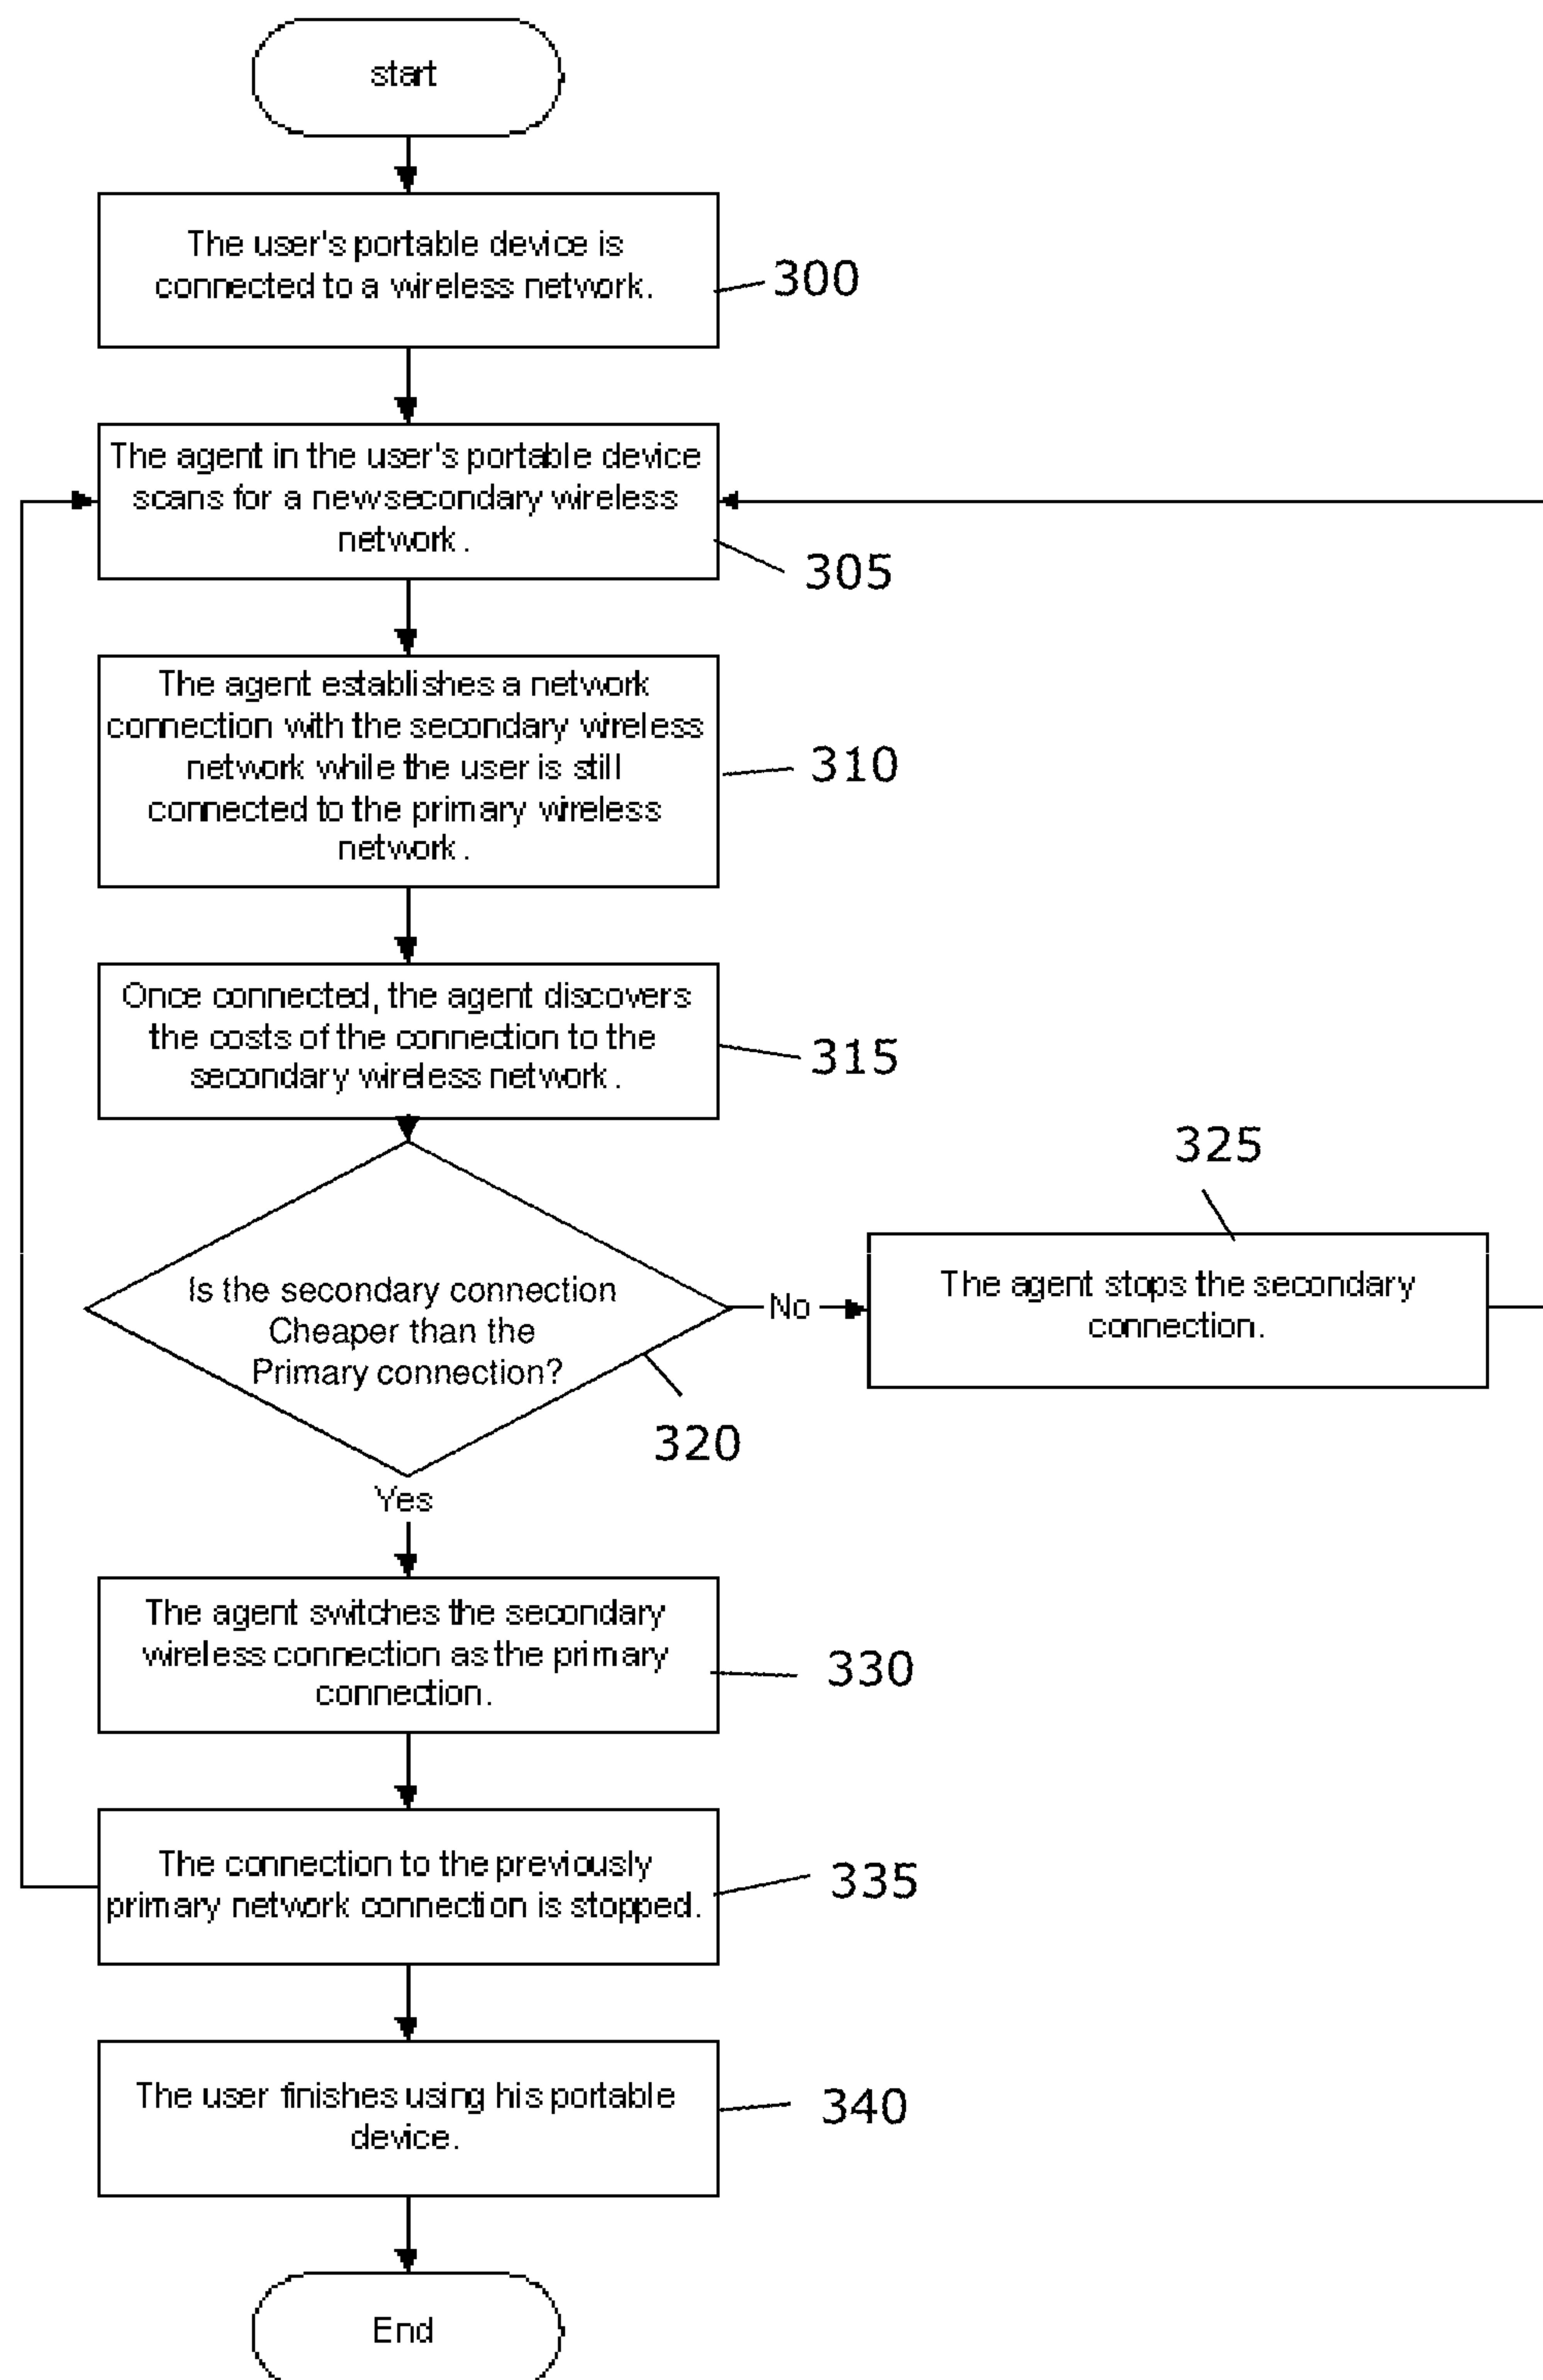 start
The user's portable device is
connected to a wireless network.
300
The agent in the user's portable device
scans for a new secondary wireless
network.
305
The agent establishes a network
connection with the secondary wireless
network while the user is still
connected to the primary wireless
network.
310
Once connected, the agent discovers
the costs of the connection to the
secondary wireless network.
315
Is the secondary connection
Cheaper than the
Primary connection?
320
No
325
The agent stops the secondary
connection.
Yes
The agent switches the secondary
wireless connection as the primary
connection.
330
The connection to the previously
primary network connection is stopped.
335
The user finishes using his portable
device.
340
End